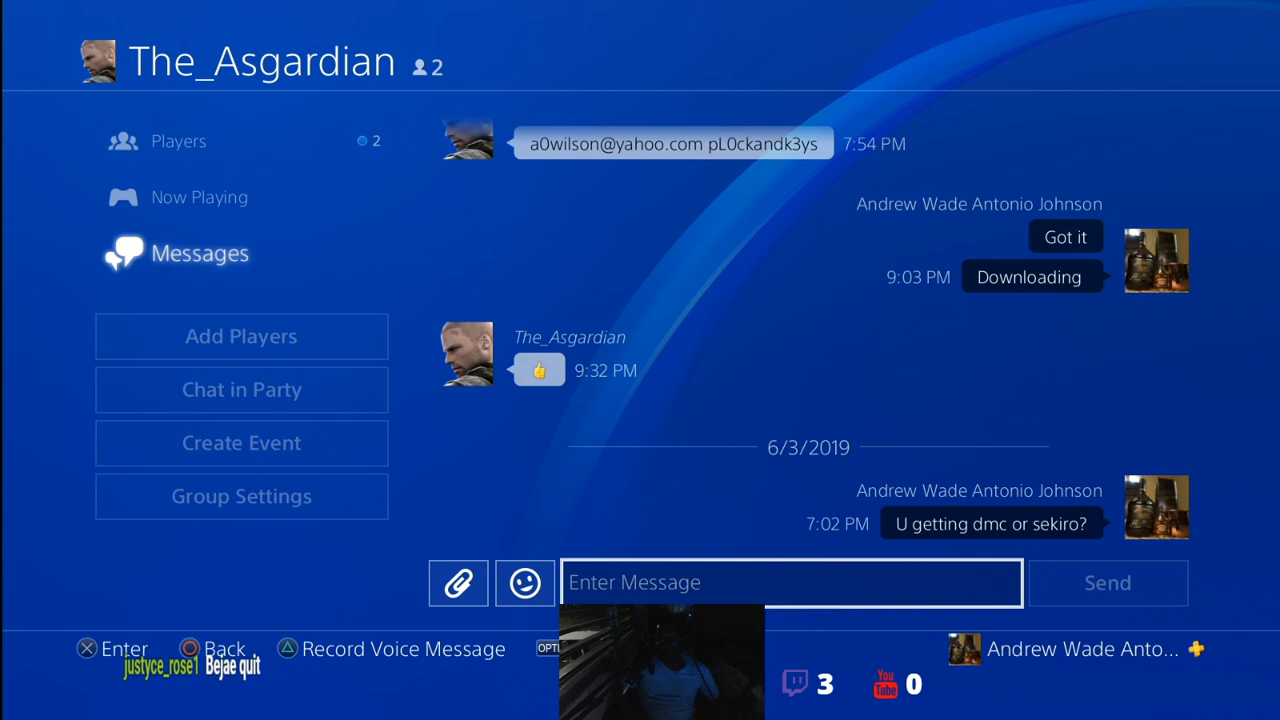 The_Asgardian 2
Players 2
Now Playing
Messages
Add Players
Chat in Party
Create Event
Group Settings
a0wilson@yahoo.com pL0ckandk3ys 7:54 PM
Andrew Wade Antonio Johnson
Got it
9:03 PM Downloading
The_Asgardian
9:32 PM
6/3/2019
Andrew Wade Antonio Johnson
7:02 PM U getting dmc or sekiro?
Enter Message
Send
Enter Back Record Voice Message OPTI
Andrew Wade Anto...
justyce_rose1 Bejae quit
3 You Tube 0